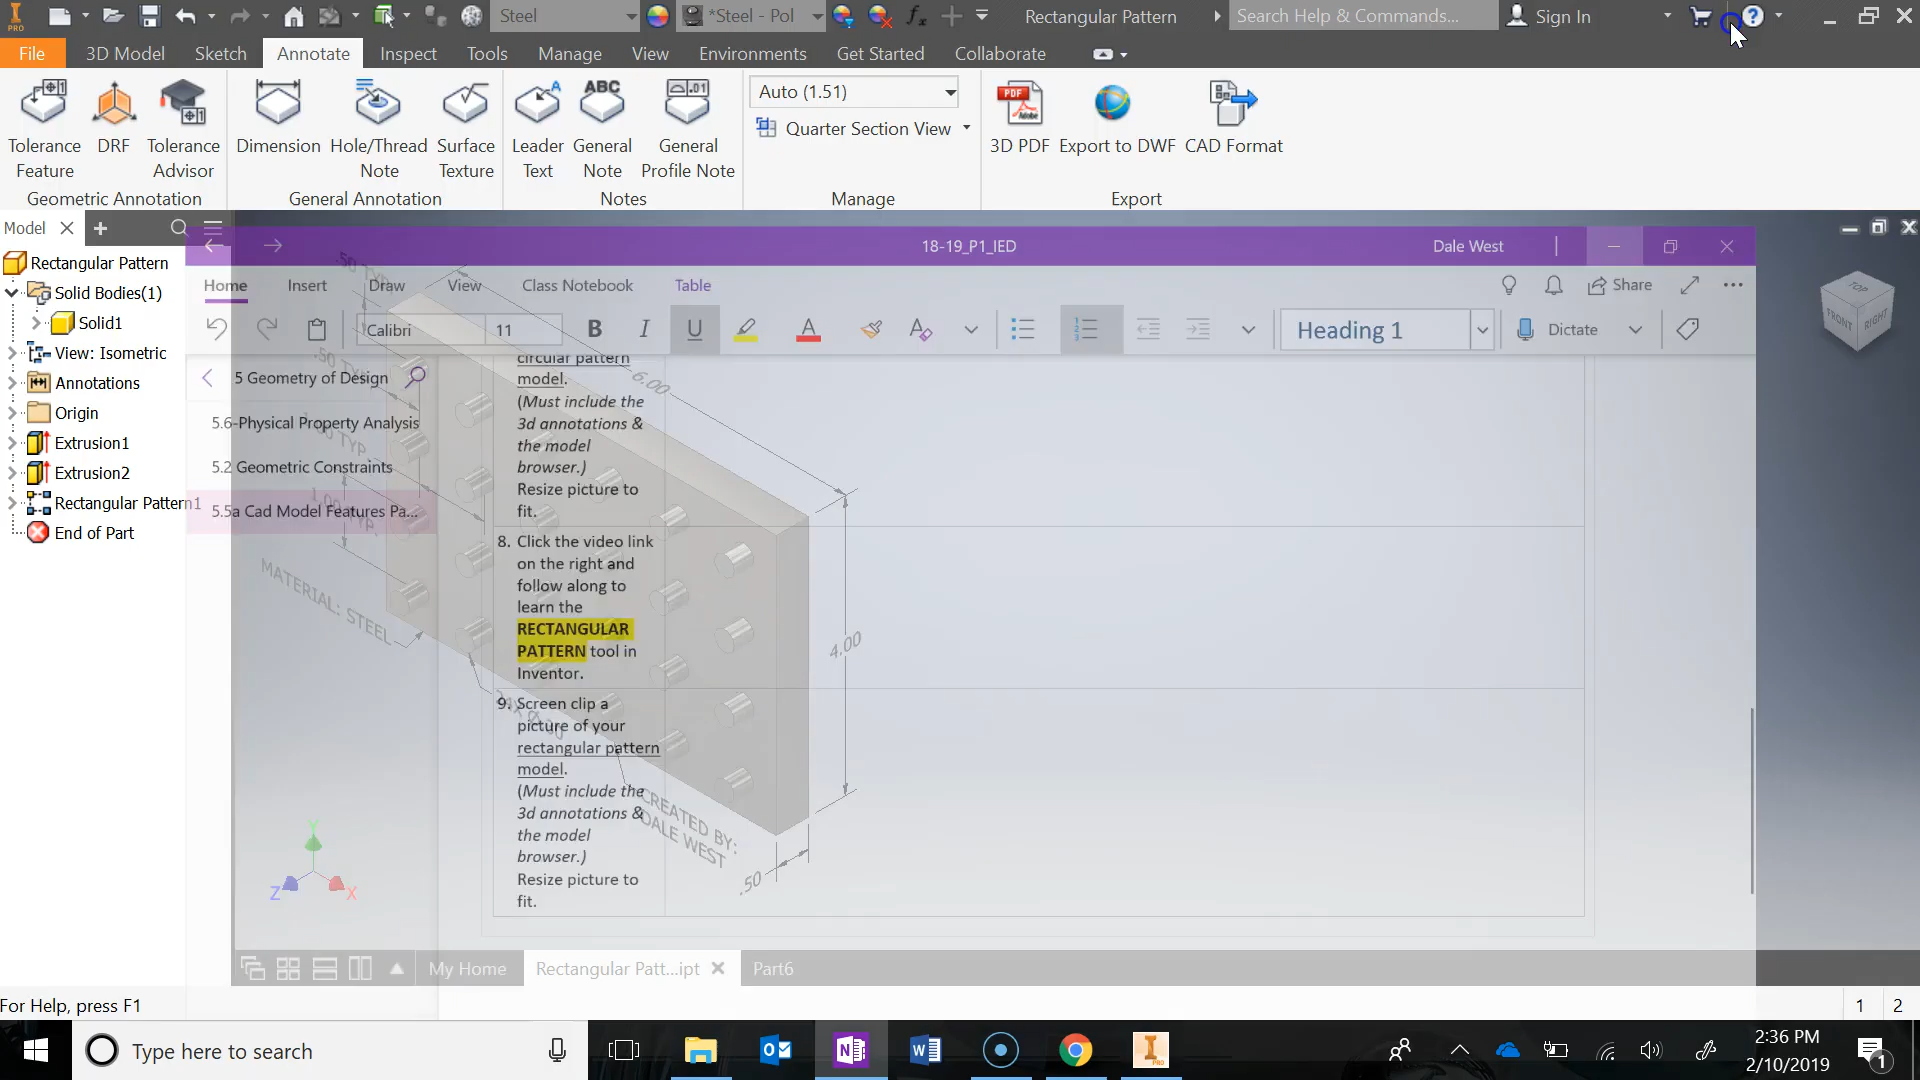 PRO
Steel
*Steel - Pol
Rectangular Pattern
Search Help & Commands...
Sign In
File
3D Model
Sketch
Annotate
Inspect
Tools
Manage
View
Environments
Get Started
Collaborate
Tolerance Feature
DRF
Tolerance Advisor
Geometric Annotation
Dimension
Hole/Thread Note
Surface Texture
General Annotation
Leader Text
General Note
General Profile Note
Notes
Auto (1.51)
Quarter Section View
Manage
3D PDF
Export to DWF
CAD Format
Export
Model
18-19_P1_IED
Dale West
Home
Insert
Draw
View
Class Notebook
Table
Share
Calibri
11
B I U
Heading 1
Dictate
Rectangular Pattern
Solid Bodies(1)
Solid1
View: Isometric
Annotations
Origin
Extrusion1
Extrusion2
Rectangular Pattern1
End of Part
5 Geometry of Design
5.6-Physical Property Analysis
5.2 Geometric Constraints
5.5a Cad Model Features Pa...
circular pattern
model.
(Must include the
3d annotations &
the model
browser.)
Resize picture to
fit.
8. Click the video link
on the right and
follow along to
learn the
RECTANGULAR
PATTERN tool in
Inventor.
9. Screen clip a
picture of your
rectangular pattern
model.
(Must include the
3d annotations &
the model
browser.)
Resize picture to
fit.
.50 TYP.
6.00
4.00
.50
MATERIAL: STEEL
CREATED BY:
DALE WEST
TOP
FRONT
RIGHT
Y
Z
X
My Home
Rectangular Patt...ipt
Part6
For Help, press F1
1
2
Type here to search
2:36 PM
2/10/2019
1